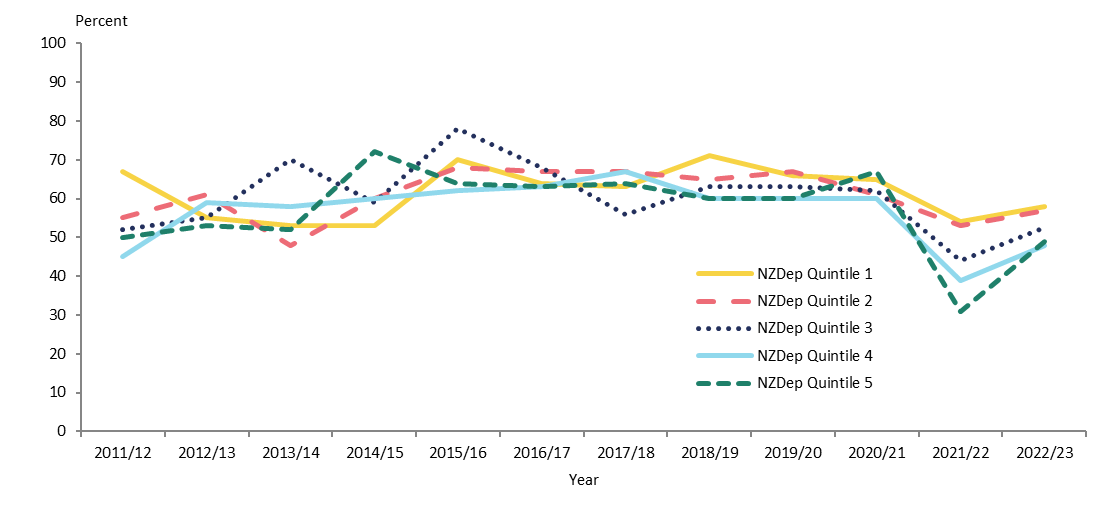 Percent
100
90
80
70
60
50
40
30
20
10
0
NZDep Quintile 1
NZDep Quintile 2
NZDep Quintile 3
NZDep Quintile 4
NZDep Quintile 5
2011/12 2012/13 2013/14 2014/15 2015/16 2016/17 2017/18 2018/19 2019/20 2020/21 2021/22 2022/23
Year